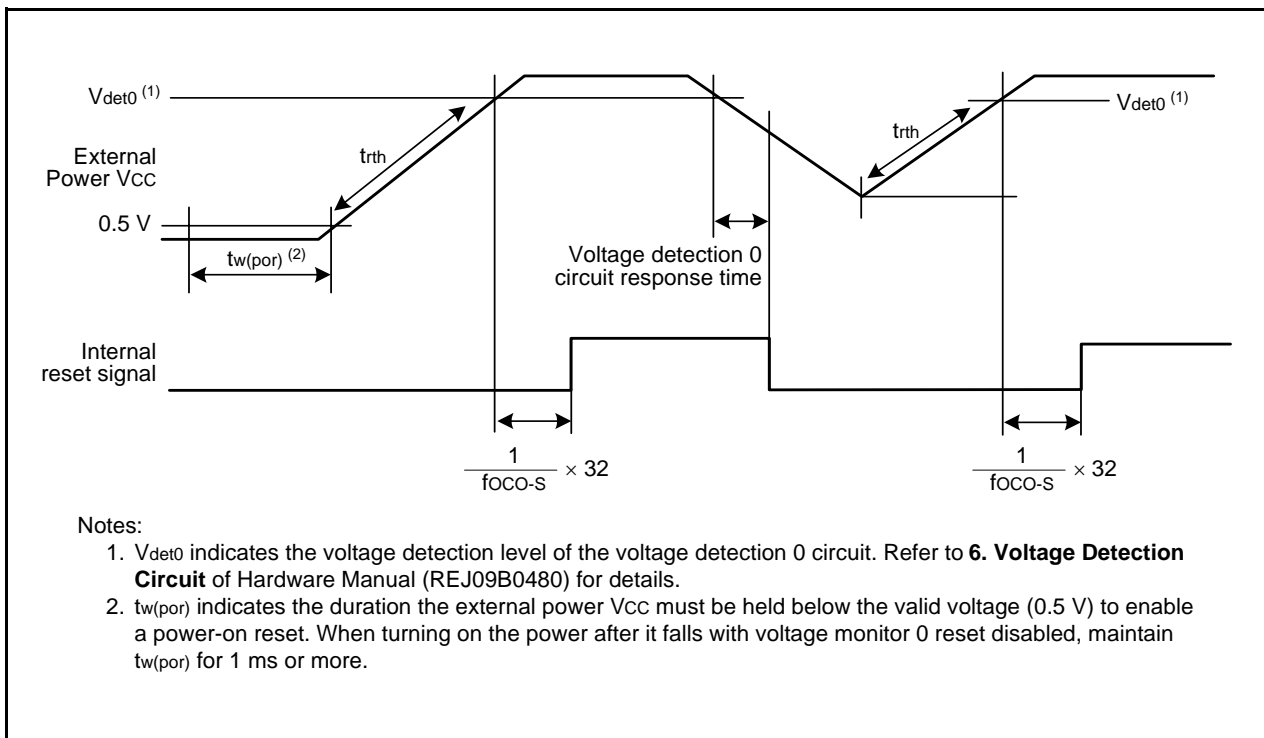 Vdet0 (1)
External
Power VCC
0.5 V
tw(por) (2)
trth
Voltage detection 0
circuit response time
trth
Vdet0 (1)
Internal
reset signal
1
fOCO-S
× 32
1
fOCO-S
× 32
Notes:
1. Vdet0 indicates the voltage detection level of the voltage detection 0 circuit. Refer to 6. Voltage Detection
Circuit of Hardware Manual (REJ09B0480) for details.
2. tw(por) indicates the duration the external power VCC must be held below the valid voltage (0.5 V) to enable
a power-on reset. When turning on the power after it falls with voltage monitor 0 reset disabled, maintain
tw(por) for 1 ms or more.